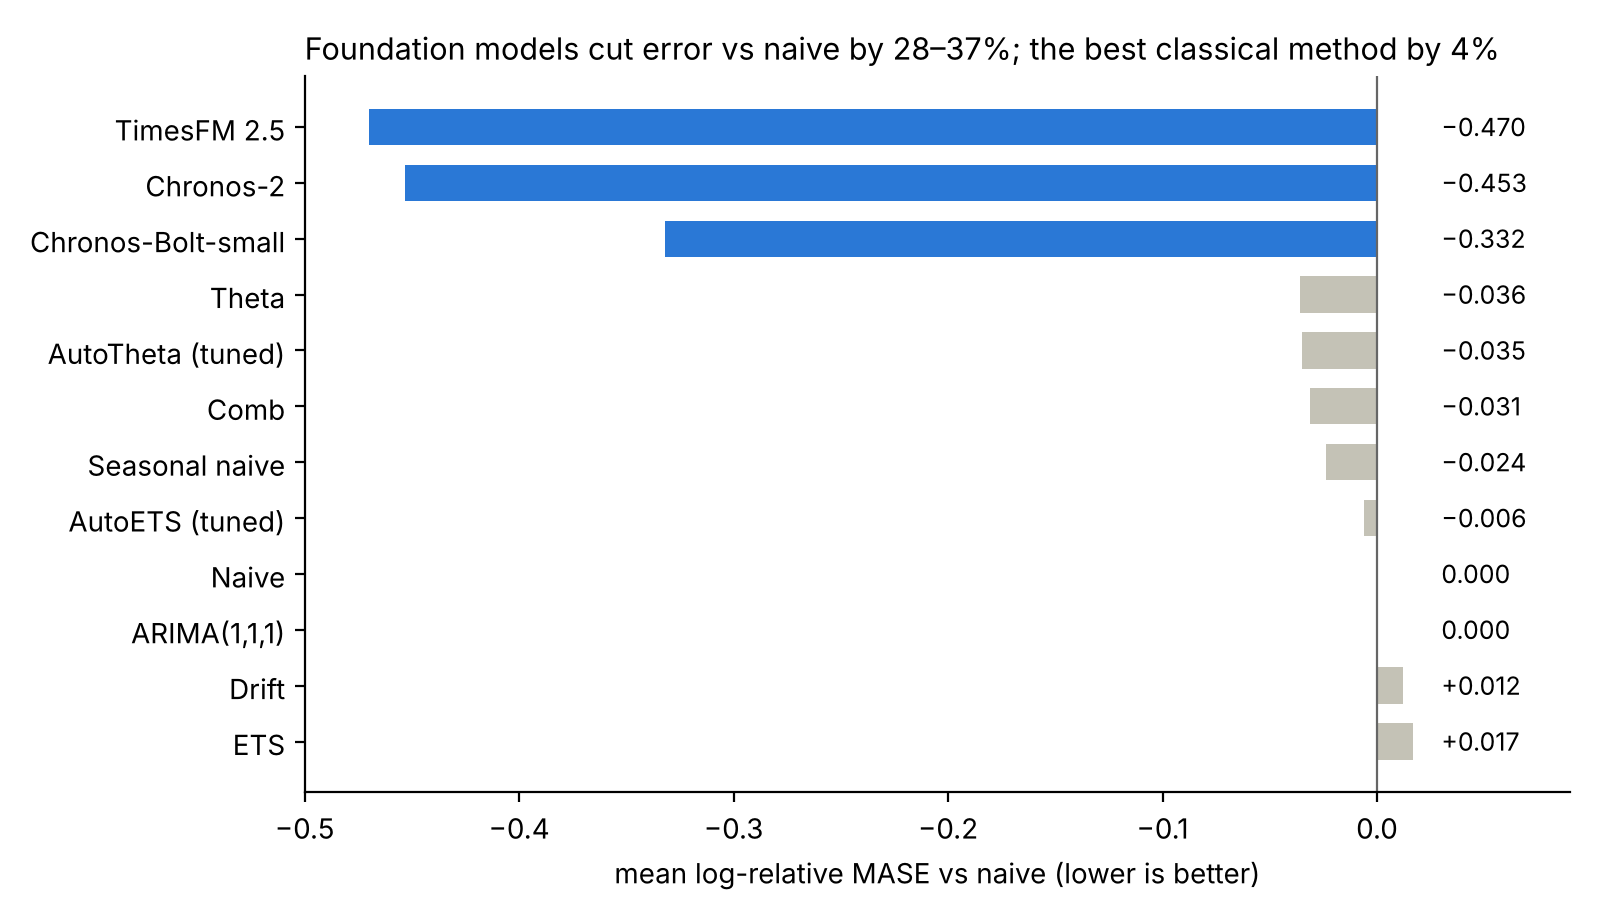 Foundation models cut error vs naive by 28–37%; the best classical method by 4%
TimesFM 2.5 −0.470
Chronos-2 −0.453
Chronos-Bolt-small −0.332
Theta −0.036
AutoTheta (tuned) −0.035
Comb −0.031
Seasonal naive −0.024
AutoETS (tuned) −0.006
Naive 0.000
ARIMA(1,1,1) 0.000
Drift +0.012
ETS +0.017
−0.5 −0.4 −0.3 −0.2 −0.1 0.0
mean log-relative MASE vs naive (lower is better)